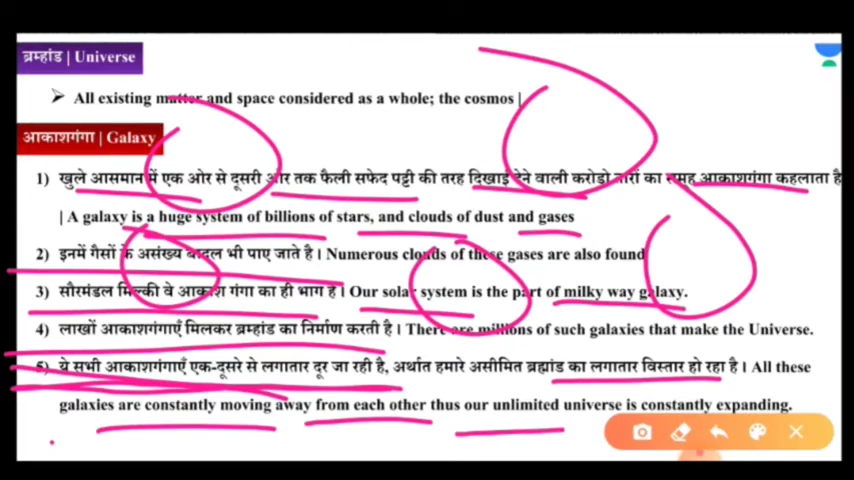 ब्रम्हांड | Universe
➢ All existing matter and space considered as a whole; the cosmos |
आकाशगंगा | Galaxy
1) खुले आसमान में एक ओर से दूसरी ओर तक फैली सफेद पट्टी की तरह दिखाई देने वाली करोडो तारों का समूह आकाशगंगा कहलाता है
| A galaxy is a huge system of billions of stars, and clouds of dust and gases
2) इनमें गैसों के असंख्य बादल भी पाए जाते है। Numerous clouds of these gases are also found
3) सौरमंडल मिल्की वे आकाश गंगा का ही भाग है। Our solar system is the part of milky way galaxy.
4) लाखों आकाशगंगाएँ मिलकर ब्रम्हांड का निर्माण करती है। There are millions of such galaxies that make the Universe.
5) ये सभी आकाशगंगाएँ एक-दूसरे से लगातार दूर जा रही है, अर्थात हमारे असीमित ब्रह्मांड का लगातार विस्तार हो रहा है। All these
galaxies are constantly moving away from each other thus our unlimited universe is constantly expanding.